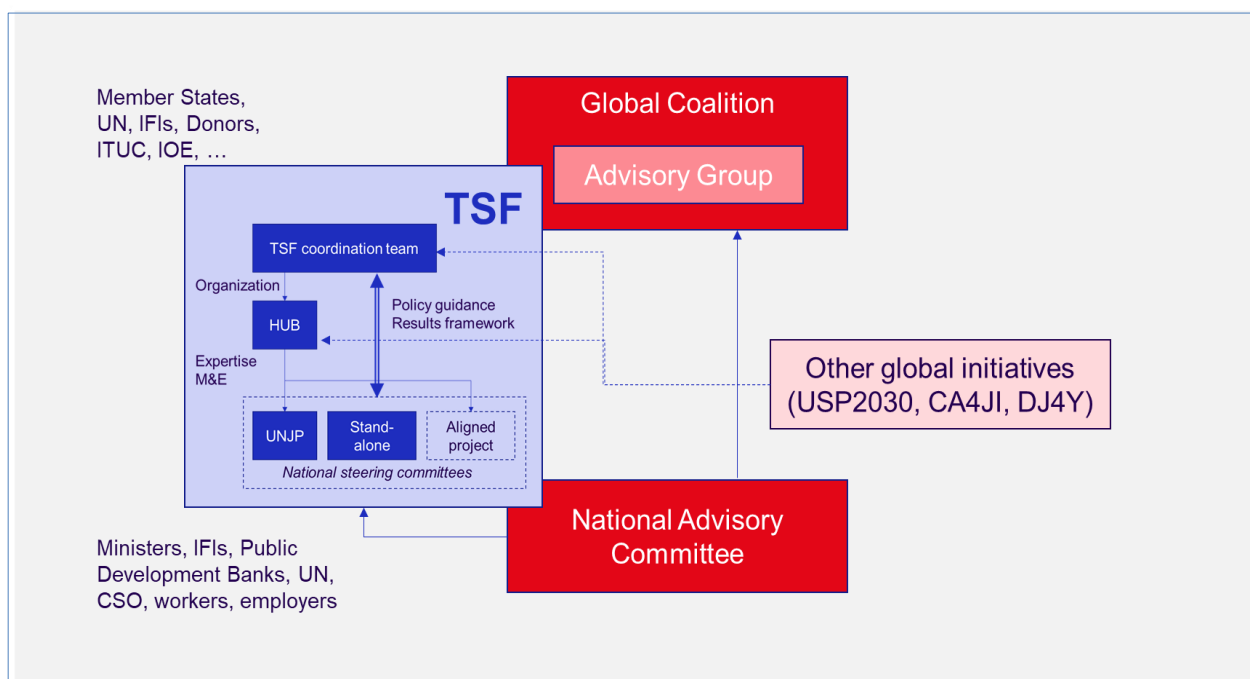 Member States,
UN, IFIs, Donors,
ITUC, IOE, …
Global Coalition
Advisory Group
TSF
TSF coordination team
Organization
Policy guidance
Results framework
HUB
Expertise
M&E
UNJP
Stand-
alone
Aligned
project
National steering committees
Other global initiatives
(USP2030, CA4JI, DJ4Y)
National Advisory
Committee
Ministers, IFIs, Public
Development Banks, UN,
CSO, workers, employers